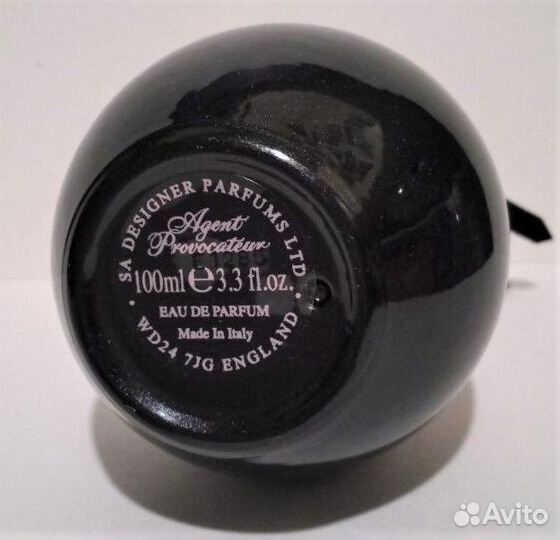 SA DESIGNER PARFUMS LTD
Agent
Provocateur
100ml ℮ 3.3 fl.oz.
EAU DE PARFUM
Made In Italy
• WD24 7JG ENGLAND •
Avito